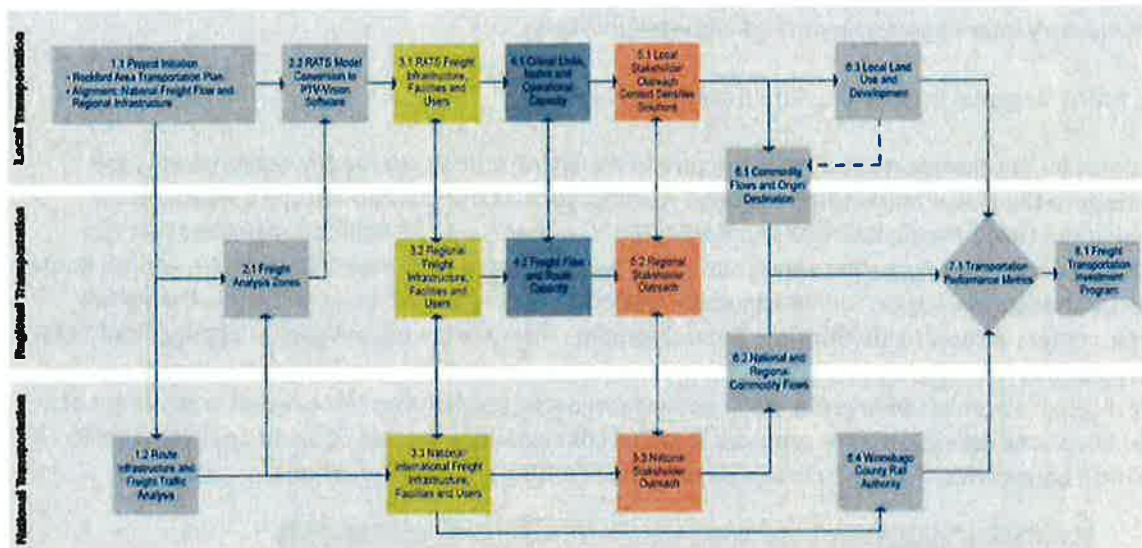 Local Transportation
1.1 Project Initiation
• Rockford Area Transportation Plan
• Alignment, National Freight Flow and
Regional Infrastructure
2.2 RATS Model
Conversion to
PTV-Vision
Software
3.1 RATS Freight
Infrastructure,
Facilities and
Users
4.1 Critical Links,
Nodes and
Operational
Capacity
5.1 Local
Stakeholder
Outreach
Context Sensitive
Solutions
6.3 Local Land
Use and
Development
6.1 Commodity
Flows and Origin
Destination
Regional Transportation
2.1 Freight
Analysis Zones
3.2 Regional
Freight
Infrastructure,
Facilities and
Users
4.2 Freight Flow
and Route
Capacity
5.2 Regional
Stakeholder
Outreach
7.1 Transportation
Performance Metrics
8.1 Freight
Transportation
Investment
Program
6.2 National and
Regional
Commodity Flows
National Transportation
1.2 Route
Infrastructure and
Freight Traffic
Analysis
3.3 National/
International Freight
Infrastructure,
Facilities and Users
5.3 National
Stakeholder
Outreach
6.4 Winnebago
County Rail
Authority